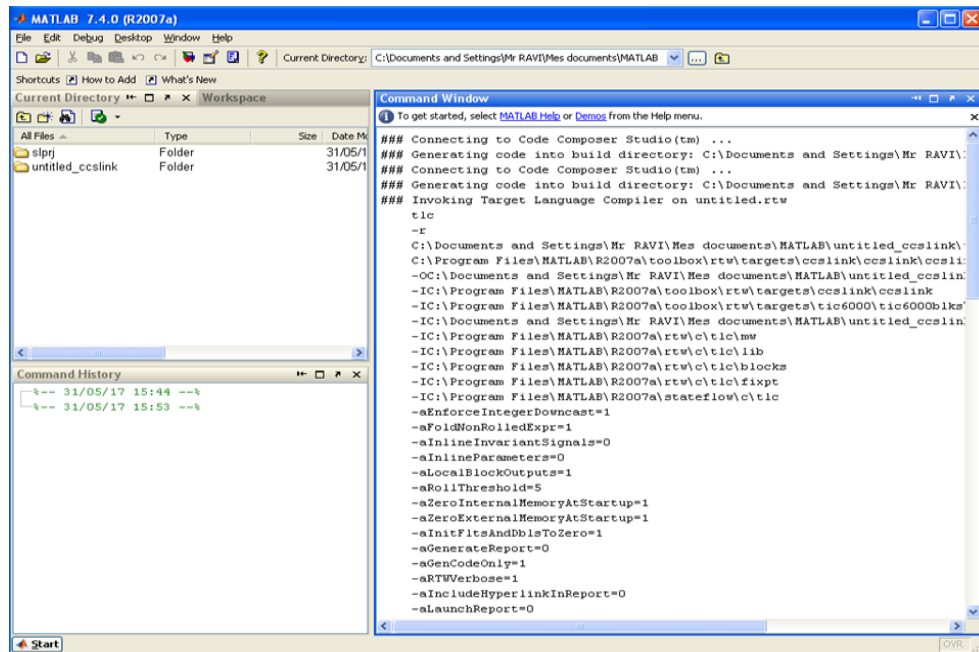 MATLAB 7.4.0 (R2007a)
File Edit Debug Desktop Window Help
Current Directory: C:\Documents and Settings\Mr RAVI\Mes documents\MATLAB
Shortcuts How to Add What's New
Current Directory Workspace
All Files Type Size Date Mo
slprj Folder 31/05/1
untitled_ccslink Folder 31/05/1
Command History
%-- 31/05/17 15:44 --%
%-- 31/05/17 15:53 --%
Command Window
To get started, select MATLAB Help or Demos from the Help menu.
### Connecting to Code Composer Studio(tm) ...
### Generating code into build directory: C:\Documents and Settings\Mr RAVI\
### Connecting to Code Composer Studio(tm) ...
### Generating code into build directory: C:\Documents and Settings\Mr RAVI\
### Invoking Target Language Compiler on untitled.rtw
tlc
-r
C:\Documents and Settings\Mr RAVI\Mes documents\MATLAB\untitled_ccslink\
C:\Program Files\MATLAB\R2007a\toolbox\rtw\targets\ccslink\ccslink\ccsli
-OC:\Documents and Settings\Mr RAVI\Mes documents\MATLAB\untitled_ccslin
-IC:\Program Files\MATLAB\R2007a\toolbox\rtw\targets\ccslink\ccslink
-IC:\Program Files\MATLAB\R2007a\toolbox\rtw\targets\tic6000\tic6000blks
-IC:\Documents and Settings\Mr RAVI\Mes documents\MATLAB\untitled_ccslin
-IC:\Program Files\MATLAB\R2007a\rtw\c\tlc\mw
-IC:\Program Files\MATLAB\R2007a\rtw\c\tlc\lib
-IC:\Program Files\MATLAB\R2007a\rtw\c\tlc\blocks
-IC:\Program Files\MATLAB\R2007a\rtw\c\tlc\fixpt
-IC:\Program Files\MATLAB\R2007a\stateflow\c\tlc
-aEnforceIntegerDowncast=1
-aFoldNonRolledExpr=1
-aInlineInvariantSignals=0
-aInlineParameters=0
-aLocalBlockOutputs=1
-aRollThreshold=5
-aZeroInternalMemoryAtStartup=1
-aZeroExternalMemoryAtStartup=1
-aInitFltsAndDblsToZero=1
-aGenerateReport=0
-aGenCodeOnly=1
-aRTWVerbose=1
-aIncludeHyperlinkInReport=0
-aLaunchReport=0
Start
OVR